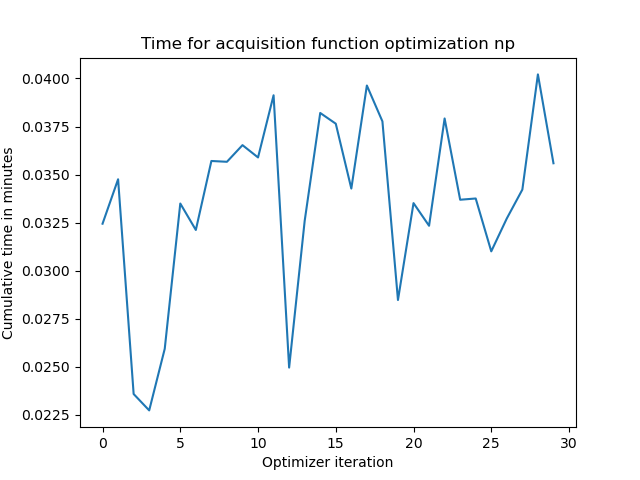 Time for acquisition function optimization np
Cumulative time in minutes
0.0400
0.0375
0.0350
0.0325
0.0300
0.0275
0.0250
0.0225
0 5 10 15 20 25 30
Optimizer iteration